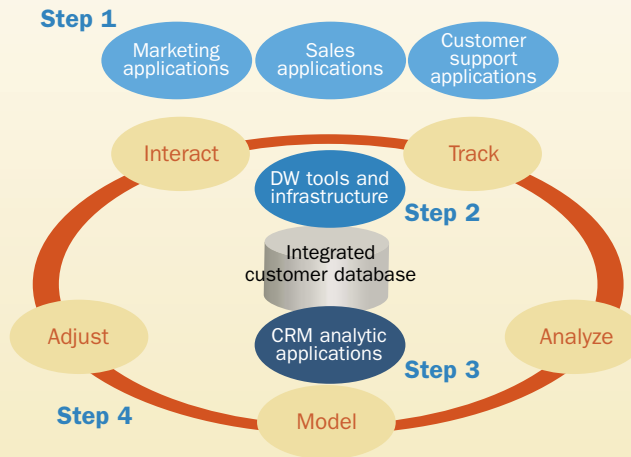 Step 1
Marketing
applications
Sales
applications
Customer
support
applications
Interact
Track
DW tools and
infrastructure
Step 2
Integrated
customer database
Adjust
CRM analytic
applications
Analyze
Step 3
Step 4
Model